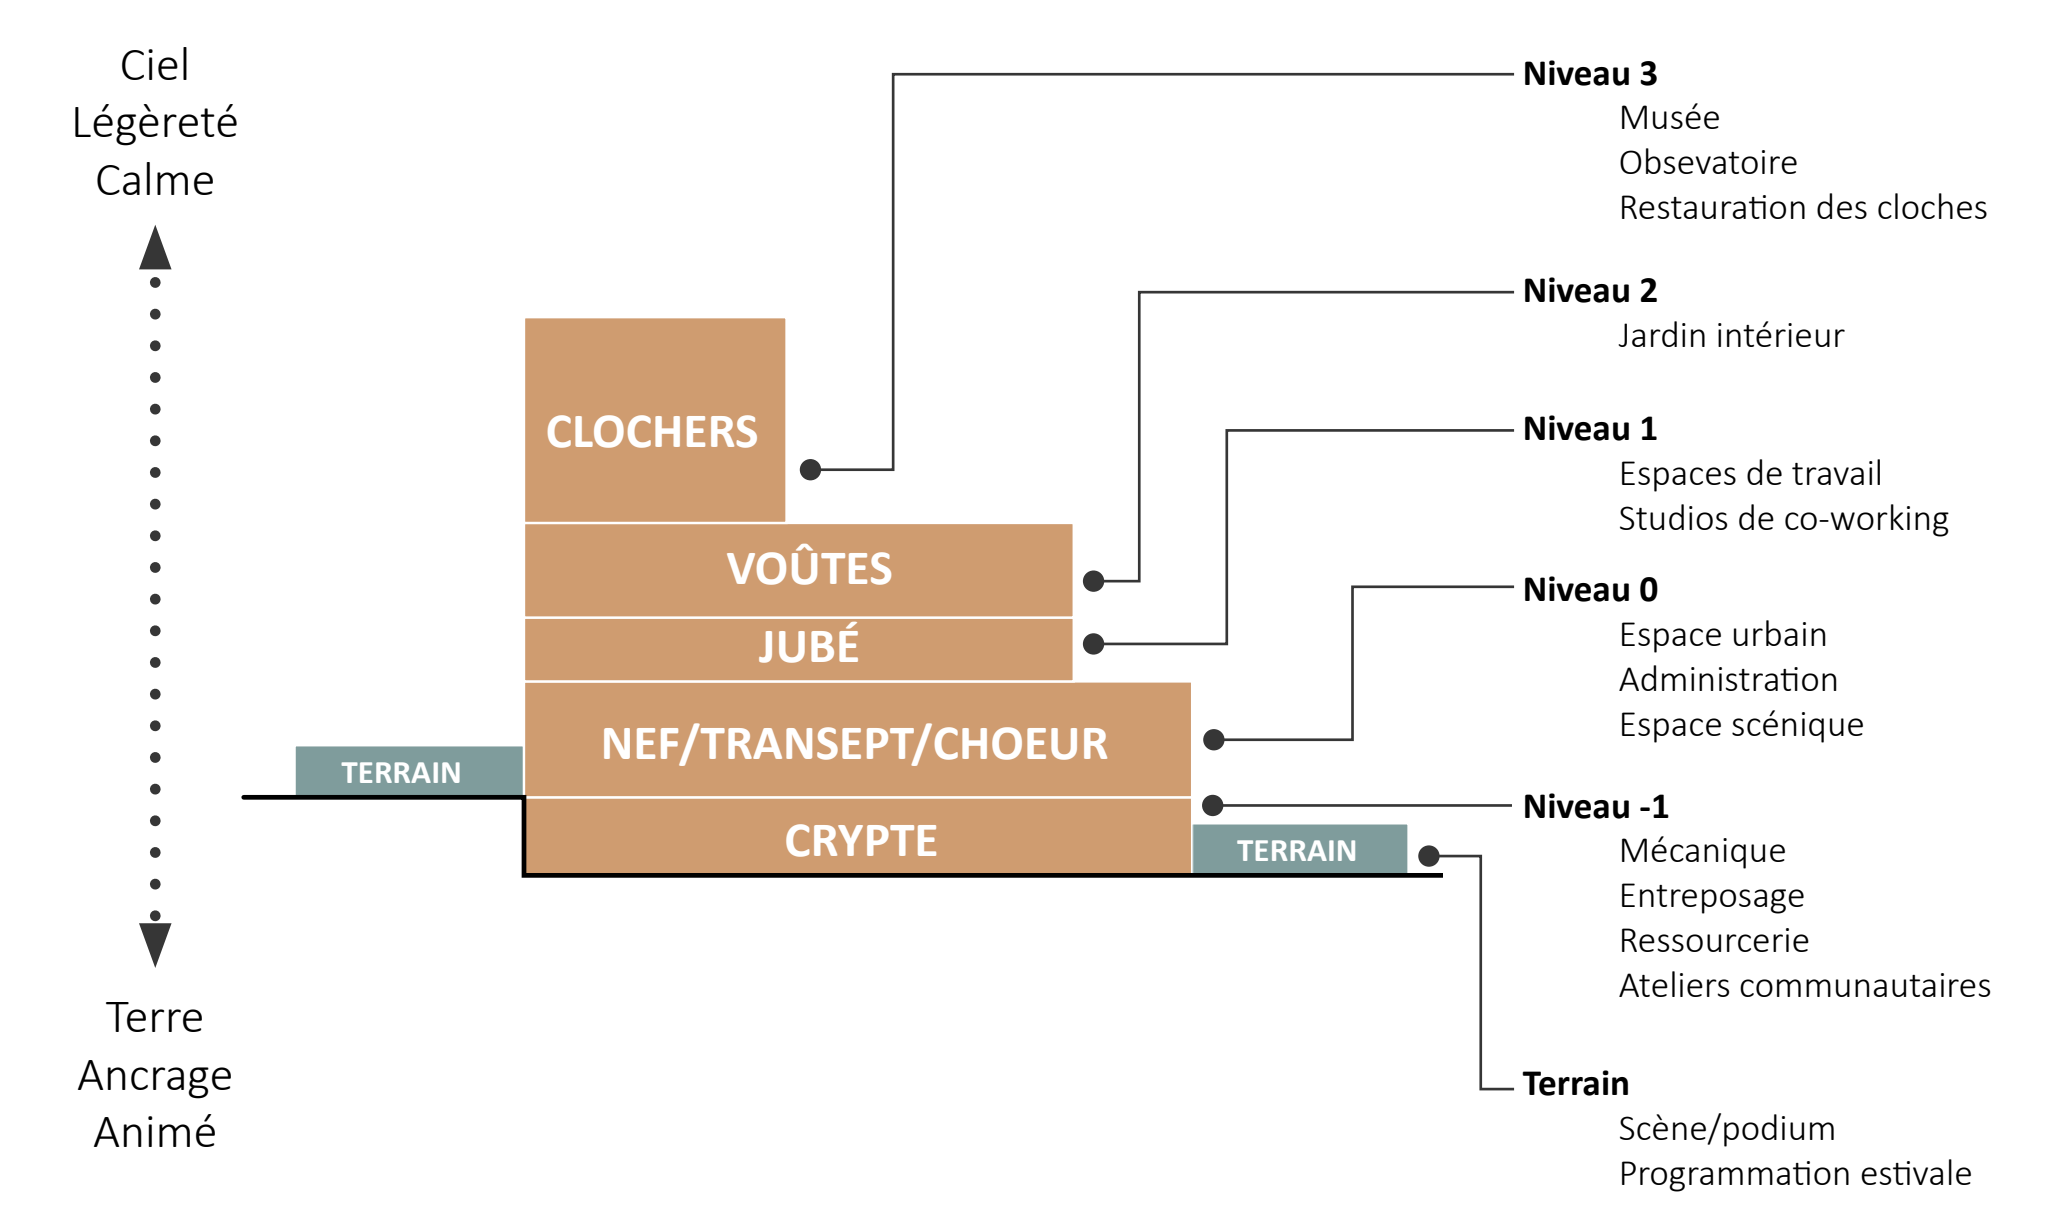 Ciel
Légèreté
Calme
Terre
Ancrage
Animé
CLOCHERS
VOÛTES
JUBÉ
NEF/TRANSEPT/CHOEUR
TERRAIN
CRYPTE
TERRAIN
Niveau 3
Musée
Obsevatoire
Restauration des cloches
Niveau 2
Jardin intérieur
Niveau 1
Espaces de travail
Studios de co-working
Niveau 0
Espace urbain
Administration
Espace scénique
Niveau -1
Mécanique
Entreposage
Ressourcerie
Ateliers communautaires
Terrain
Scène/podium
Programmation estivale